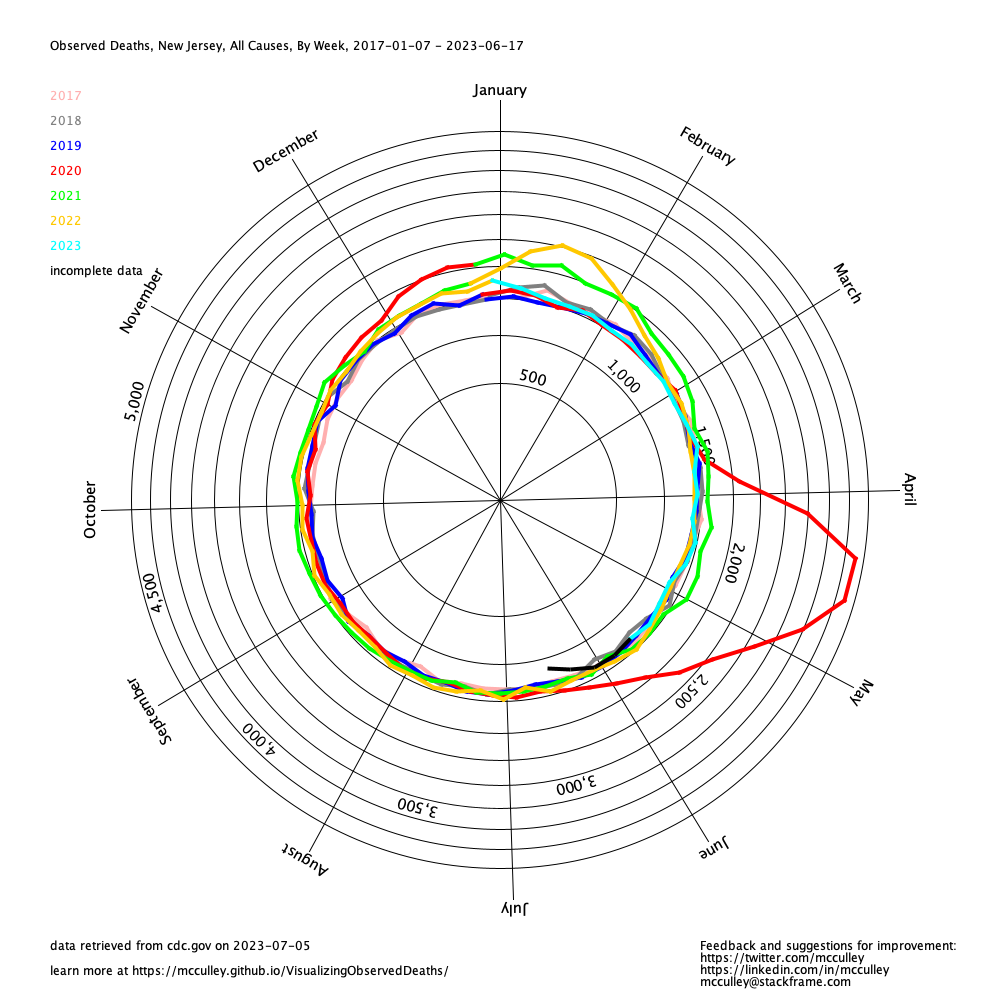 Observed Deaths, New Jersey, All Causes, By Week, 2017-01-07 - 2023-06-17
January
2017
2018
2019
2020
2021
2022
2023
incomplete data
December
February
November
March
500
1,000
5,000
1,500
October
April
4,500
2,000
September
May
2,500
4,000
3,000
3,500
August
June
July
data retrieved from cdc.gov on 2023-07-05
learn more at https://mcculley.github.io/VisualizingObservedDeaths/
Feedback and suggestions for improvement:
https://twitter.com/mcculley
https://linkedin.com/in/mcculley
mcculley@stackframe.com